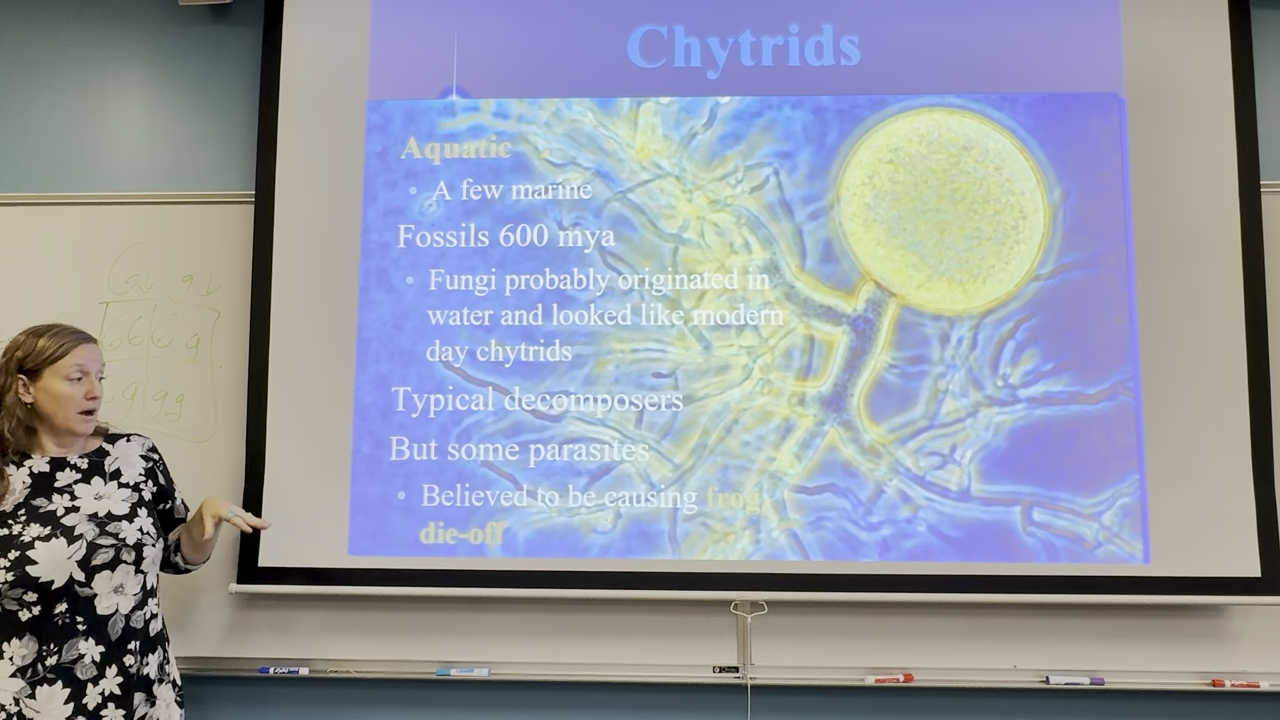 Chytrids
Aquatic
• A few marine
Fossils 600 mya
• Fungi probably originated in
water and looked like modern
day chytrids
Typical decomposers
But some parasites
• Believed to be causing frog
die-off